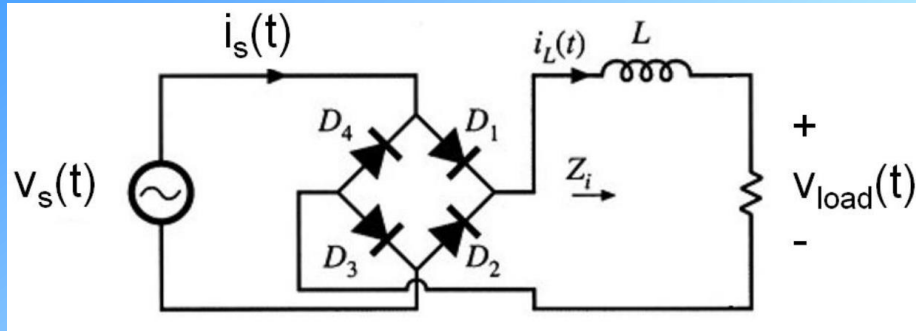 i_s(t)
i_L(t)
L
D_4
D_1
v_s(t)
Z_i
+
v_load(t)
-
D_3
D_2